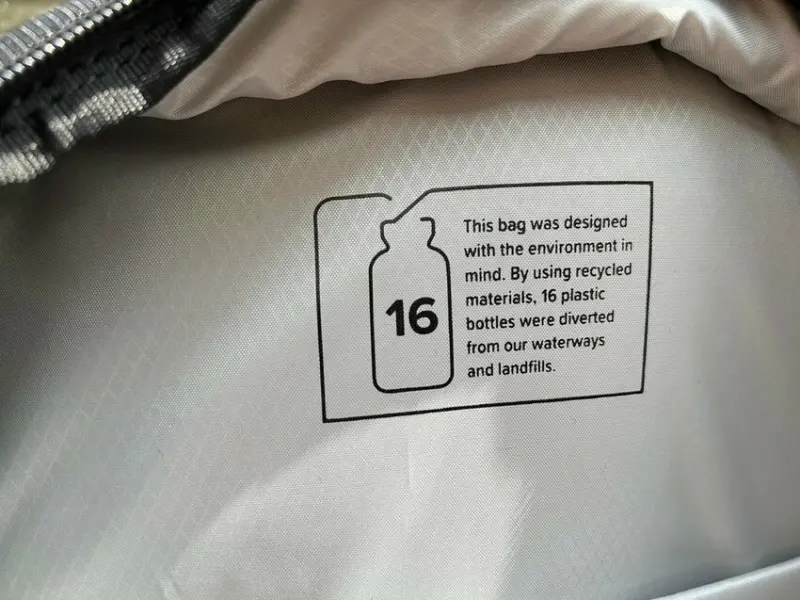 16
This bag was designed
with the environment in
mind. By using recycled
materials, 16 plastic
bottles were diverted
from our waterways
and landfills.